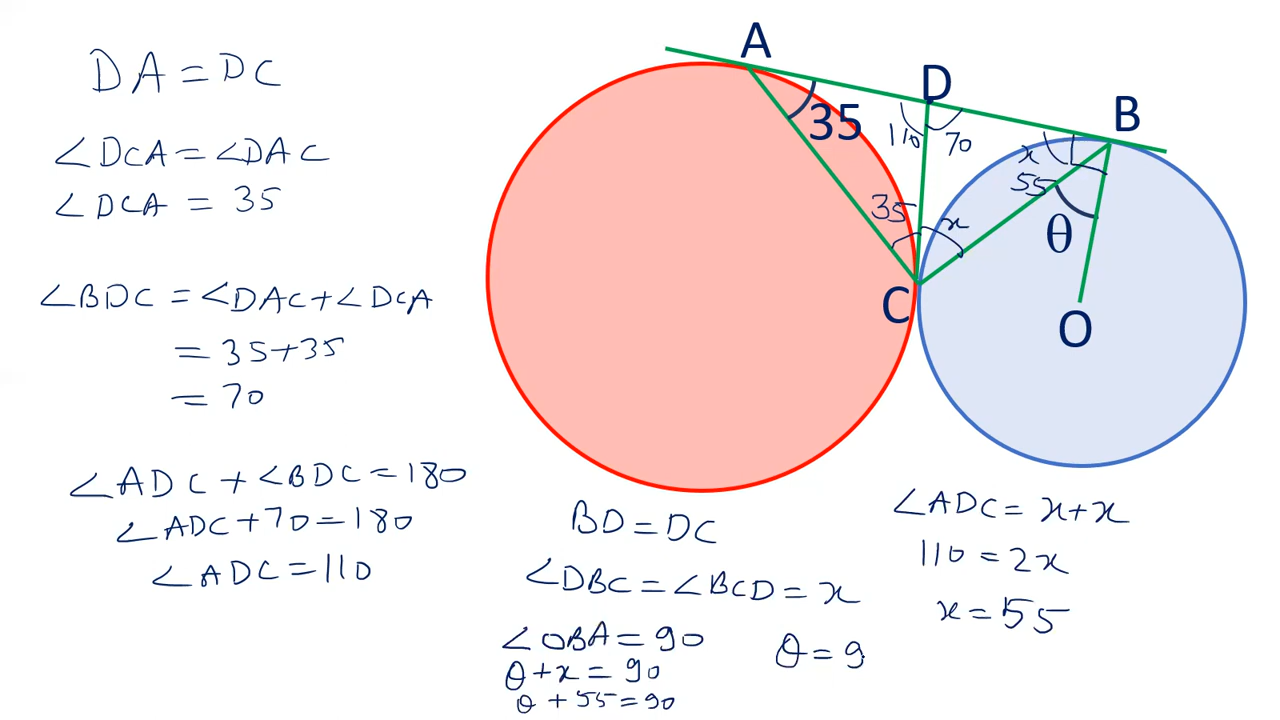 DA = DC
∠DCA = ∠DAC
∠DCA = 35
∠BDC = ∠DAC + ∠DCA
= 35+35
= 70
∠ADC + ∠BDC = 180
∠ADC + 70 = 180
∠ADC = 110
A
D
B
35
110
70
x
55
35
x
θ
C
O
BD = DC
∠DBC = ∠BCD = x
∠OBA = 90
θ + x = 90
θ + 55 = 90
θ = 9
∠ADC = x+x
110 = 2x
x = 55